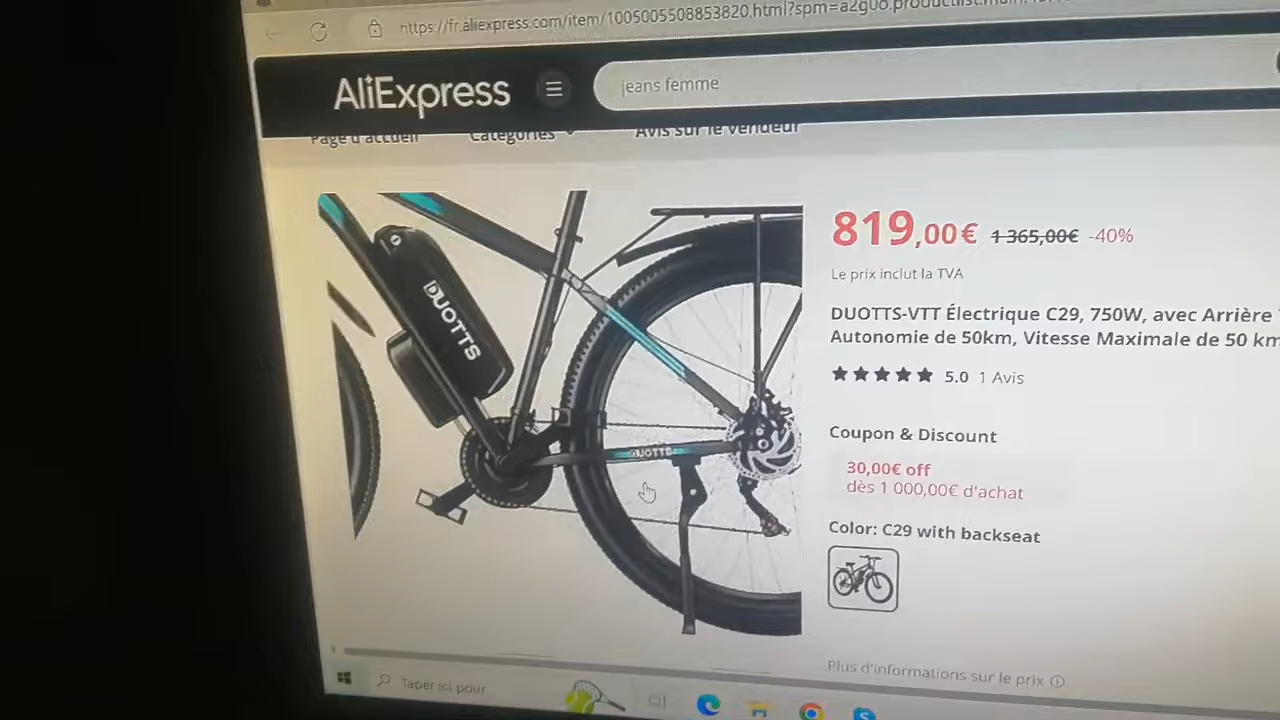 https://fr.aliexpress.com/item/1005005508853820.html?spm=a2g0o.productlist.main.
AliExpress
jeans femme
Page d'accueil
Catégories
Avis sur le vendeur
DUOTTS
DUOTTS
819,00€ 1 365,00€ -40%
Le prix inclut la TVA
DUOTTS-VTT Électrique C29, 750W, avec Arrière
Autonomie de 50km, Vitesse Maximale de 50 km
5.0 1 Avis
Coupon & Discount
30,00€ off
dès 1 000,00€ d'achat
Color: C29 with backseat
Plus d'informations sur le prix
Taper ici pour